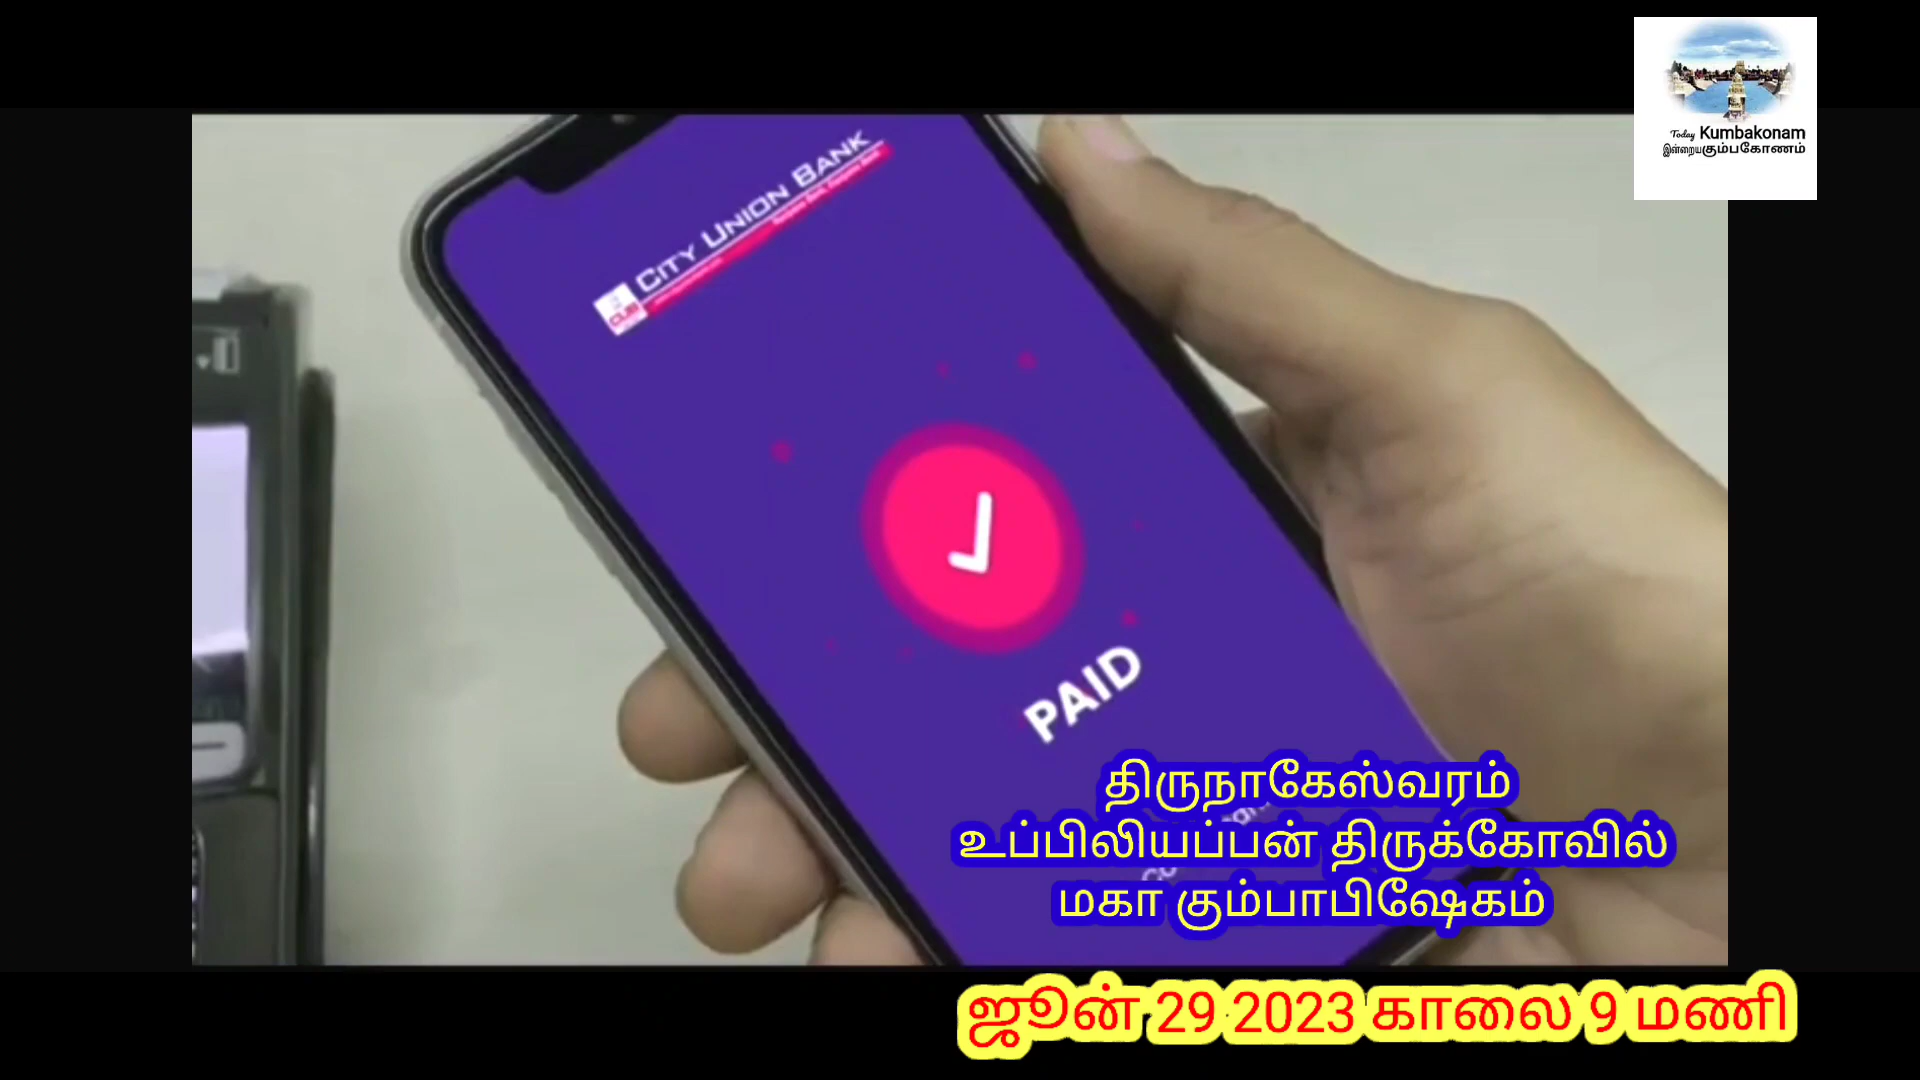 Today Kumbakonam
இன்றைய கும்பகோணம்
CITY UNION BANK
CUB
PAID
திருநாகேஸ்வரம்
உப்பிலியப்பன் திருக்கோவில்
மகா கும்பாபிஷேகம்
ஜூன் 29 2023 காலை 9 மணி